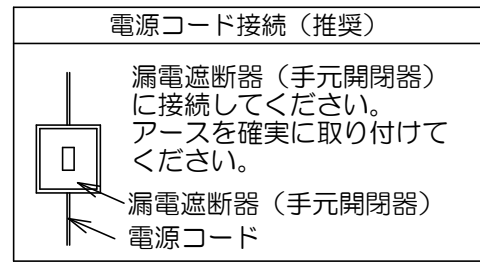 電源コード接続（推奨）
漏電遮断器（手元開閉器）
に接続してください。
アースを確実に取り付けて
ください。
漏電遮断器（手元開閉器）
電源コード